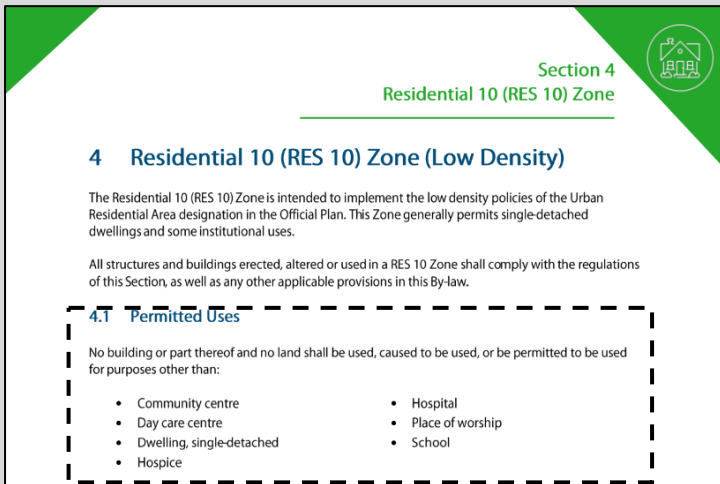 Section 4
Residential 10 (RES 10) Zone
4 Residential 10 (RES 10) Zone (Low Density)
The Residential 10 (RES 10) Zone is intended to implement the low density policies of the Urban
Residential Area designation in the Official Plan. This Zone generally permits single-detached
dwellings and some institutional uses.
All structures and buildings erected, altered or used in a RES 10 Zone shall comply with the regulations
of this Section, as well as any other applicable provisions in this By-law.
4.1 Permitted Uses
No building or part thereof and no land shall be used, caused to be used, or be permitted to be used
for purposes other than:
• Community centre
• Day care centre
• Dwelling, single-detached
• Hospice
• Hospital
• Place of worship
• School